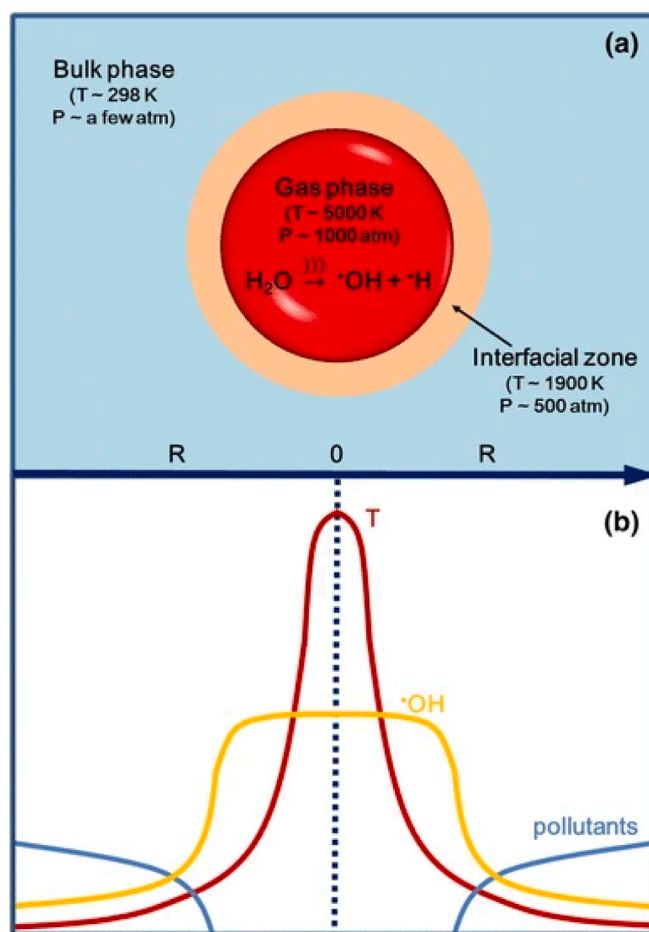 (a)
Bulk phase
(T ~ 298 K
P ~ a few atm)
Gas phase
(T ~ 5000 K
P ~ 1000 atm)
)))
H₂O → •OH + •H
Interfacial zone
(T ~ 1900 K
P ~ 500 atm)
R 0 R
(b)
T
•OH
pollutants